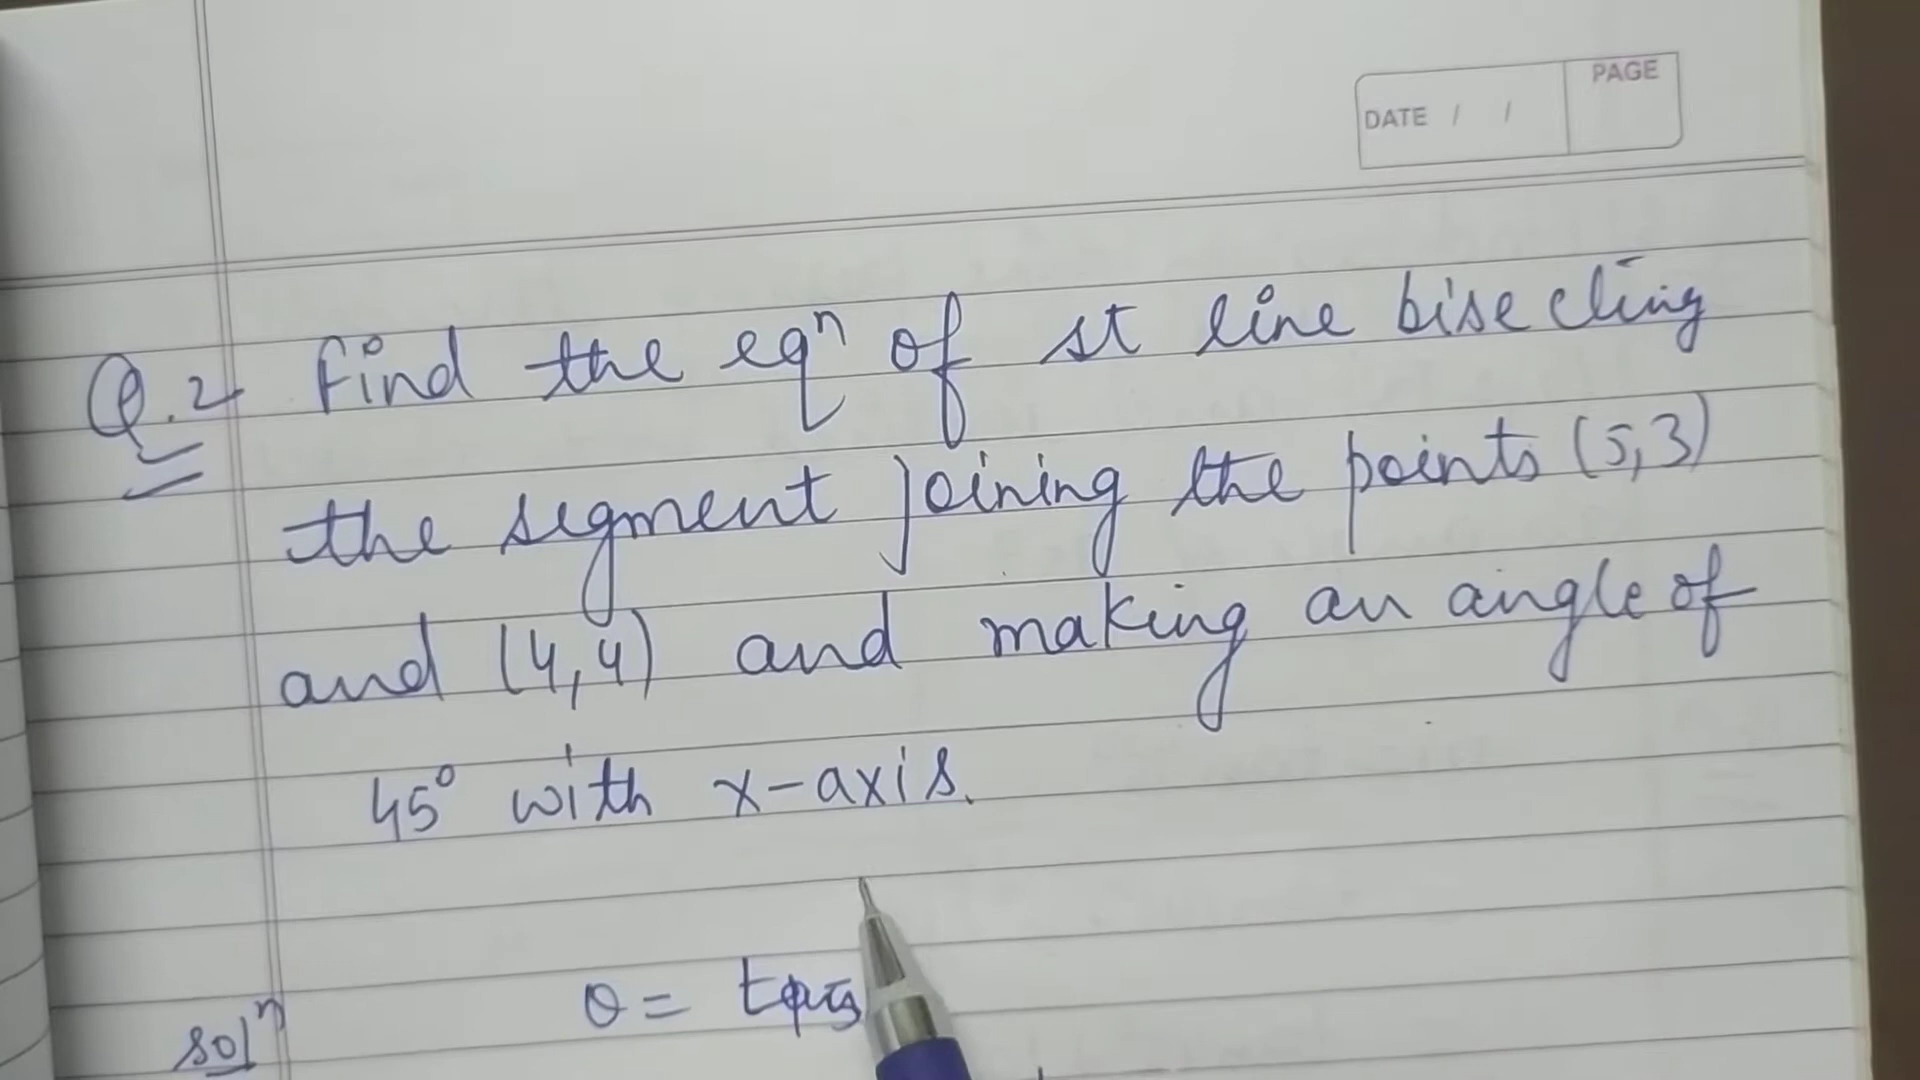 PAGE
DATE / /
Q.2 Find the eqⁿ of st line bisecting
the segment joining the points (5,3)
and (4,4) and making an angle of
45° with x-axis.
θ =
solⁿ